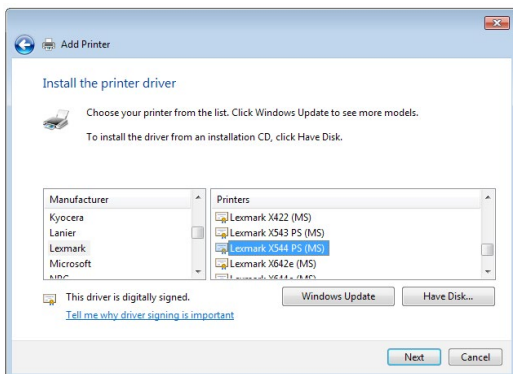 Add Printer
Install the printer driver
Choose your printer from the list. Click Windows Update to see more models.
To install the driver from an installation CD, click Have Disk.
Manufacturer
Kyocera
Lanier
Lexmark
Microsoft
Printers
Lexmark X422 (MS)
Lexmark X543 PS (MS)
Lexmark X544 PS (MS)
Lexmark X642e (MS)
This driver is digitally signed.
Tell me why driver signing is important
Windows Update
Have Disk...
Next
Cancel